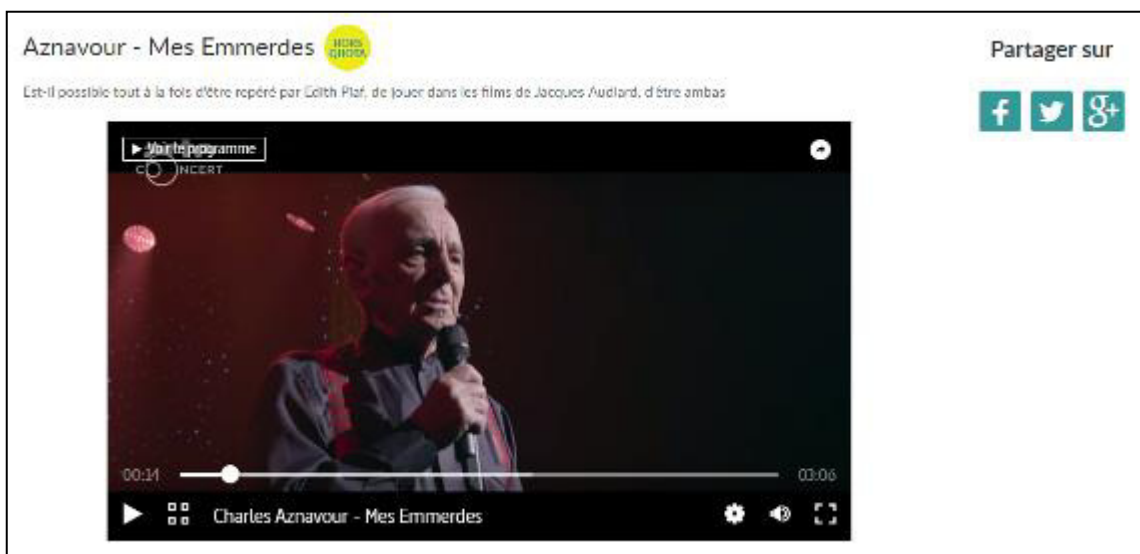 Aznavour - Mes Emmerdes HORS QUOTA
Partager sur
Est-il possible tout à la fois d'être repéré par Edith Piaf, de jouer dans les films de Jacques Audiard, d'être ambas
Voir le programme
CONCERT
00:14
03:06
Charles Aznavour - Mes Emmerdes